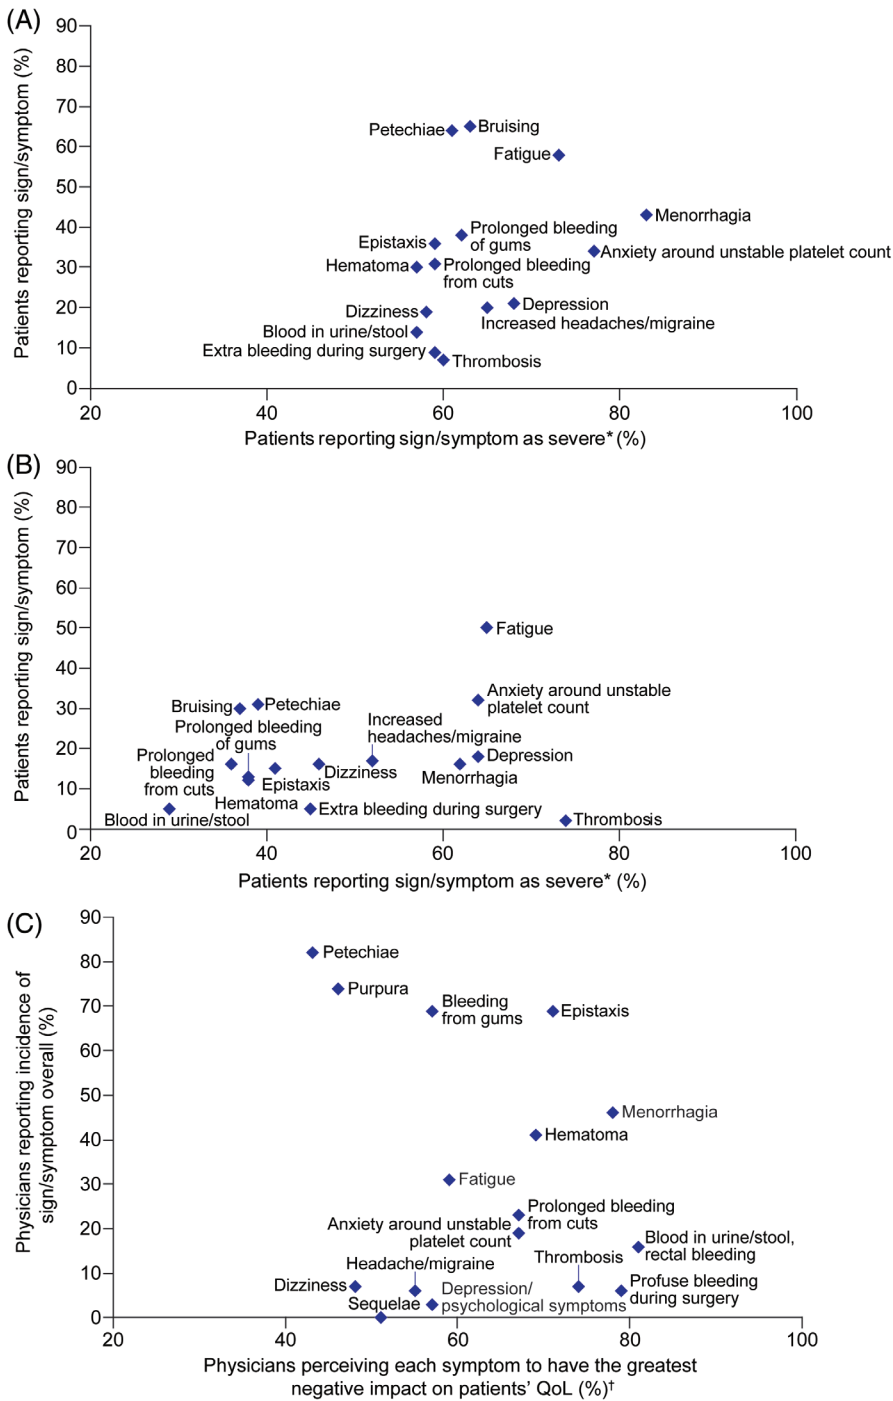 (A)
Patients reporting sign/symptom (%)
90
80
70
60
50
40
30
20
10
0
Petechiae
Bruising
Fatigue
Menorrhagia
Prolonged bleeding
of gums
Epistaxis
Anxiety around unstable platelet count
Hematoma
Prolonged bleeding
from cuts
Depression
Dizziness
Increased headaches/migraine
Blood in urine/stool
Extra bleeding during surgery
Thrombosis
20
40
60
80
100
Patients reporting sign/symptom as severe* (%)
(B)
Patients reporting sign/symptom (%)
90
80
70
60
50
40
30
20
10
0
Fatigue
Anxiety around unstable
platelet count
Bruising
Petechiae
Prolonged bleeding
of gums
Increased
headaches/migraine
Prolonged
bleeding
from cuts
Depression
Dizziness
Menorrhagia
Epistaxis
Hematoma
Extra bleeding during surgery
Blood in urine/stool
Thrombosis
20
40
60
80
100
Patients reporting sign/symptom as severe* (%)
(C)
Physicians reporting incidence of
sign/symptom overall (%)
90
80
70
60
50
40
30
20
10
0
Petechiae
Purpura
Bleeding
from gums
Epistaxis
Menorrhagia
Hematoma
Fatigue
Prolonged bleeding
from cuts
Anxiety around unstable
platelet count
Blood in urine/stool,
rectal bleeding
Thrombosis
Headache/migraine
Dizziness
Profuse bleeding
during surgery
Depression/
psychological symptoms
Sequelae
20
40
60
80
100
Physicians perceiving each symptom to have the greatest
negative impact on patients' QoL (%)†